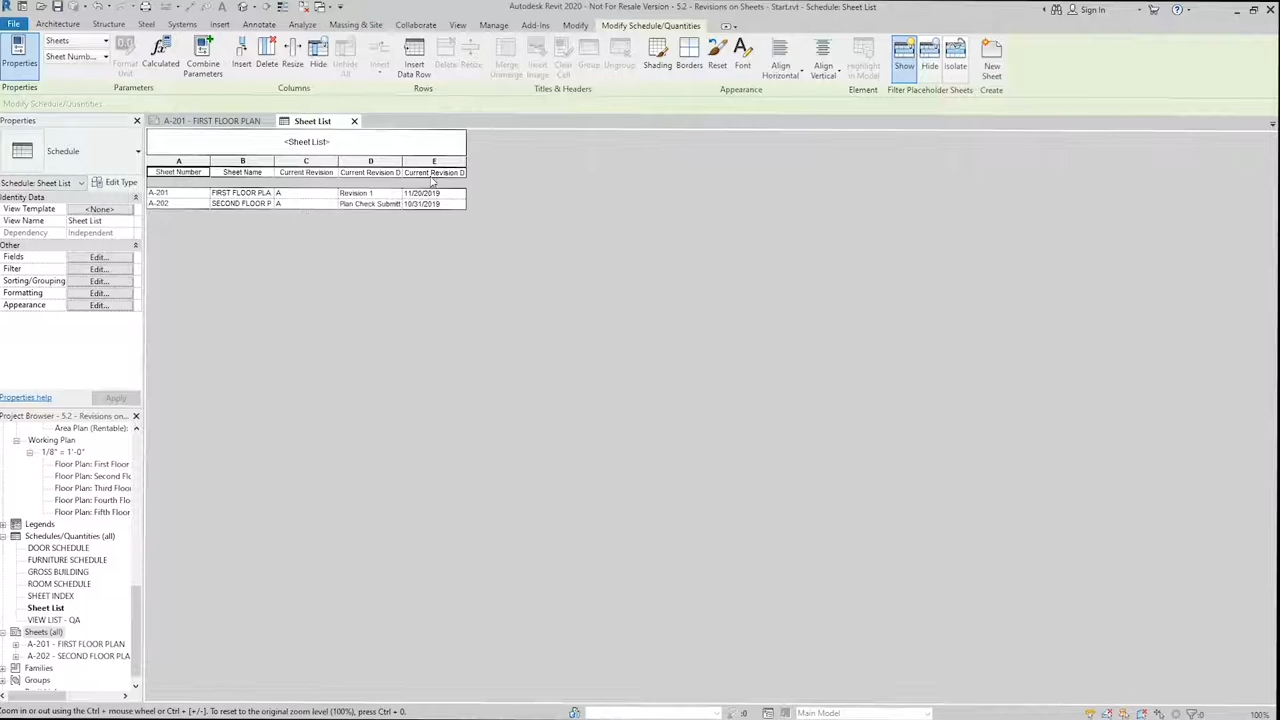 Autodesk Revit 2020 - Not For Resale Version - 5.2 - Revisions on Sheets - Start.rvt - Schedule: Sheet List
Sign In
File Architecture Structure Steel Systems Insert Annotate Analyze Massing & Site Collaborate View Manage Add-Ins Modify Modify Schedule/Quantities
Properties
Sheets
Sheet Numb...
Format Unit
Calculated
Combine Parameters
Insert
Delete
Resize
Hide
Unhide All
Insert
Insert Data Row
Delete
Resize
Merge Unmerge
Insert Image
Clear Cell
Group
Ungroup
Shading
Borders
Reset
Font
Align Horizontal
Align Vertical
Highlight in Model
Show
Hide
Isolate
New Sheet
Properties Parameters Columns Rows Titles & Headers Appearance Element Filter Placeholder Sheets Create
Modify Schedule/Quantities
Properties
A-201 - FIRST FLOOR PLAN
Sheet List
Schedule
Schedule: Sheet List
Edit Type
Identity Data
View Template <None>
View Name Sheet List
Dependency Independent
Other
Fields Edit...
Filter Edit...
Sorting/Grouping Edit...
Formatting Edit...
Appearance Edit...
Properties help
Apply
<Sheet List>
A B C D E
Sheet Number Sheet Name Current Revision Current Revision D Current Revision D
A-201 FIRST FLOOR PLA A Revision 1 11/20/2019
A-202 SECOND FLOOR P A Plan Check Submitt 10/31/2019
Project Browser - 5.2 - Revisions on...
Area Plan (Rentable):
Working Plan
1/8" = 1'-0"
Floor Plan: First Floor
Floor Plan: Second Flo
Floor Plan: Third Floo
Floor Plan: Fourth Flo
Floor Plan: Fifth Floor
Legends
Schedules/Quantities (all)
DOOR SCHEDULE
FURNITURE SCHEDULE
GROSS BUILDING
ROOM SCHEDULE
SHEET INDEX
Sheet List
VIEW LIST - QA
Sheets (all)
A-201 - FIRST FLOOR PLAN
A-202 - SECOND FLOOR PLA
Families
Groups
Zoom in or out using the Ctrl + mouse wheel or Ctrl + [+/-]. To reset to the original zoom level (100%), press Ctrl + 0.
:0
Main Model
:0
100%